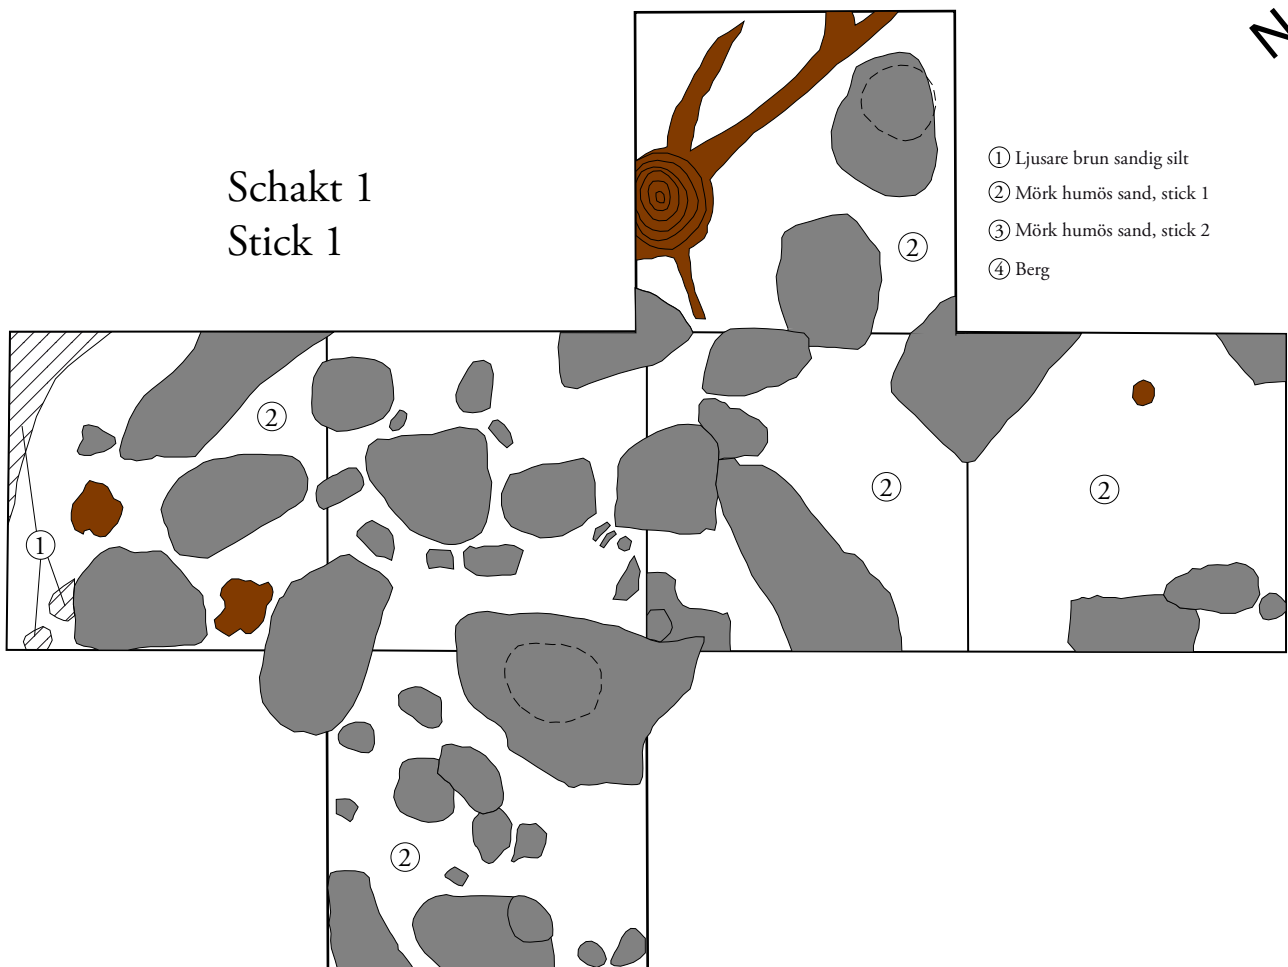 N
Schakt 1
Stick 1
1 Ljusare brun sandig silt
2 Mörk humös sand, stick 1
3 Mörk humös sand, stick 2
4 Berg
2
2
2
2
1
2